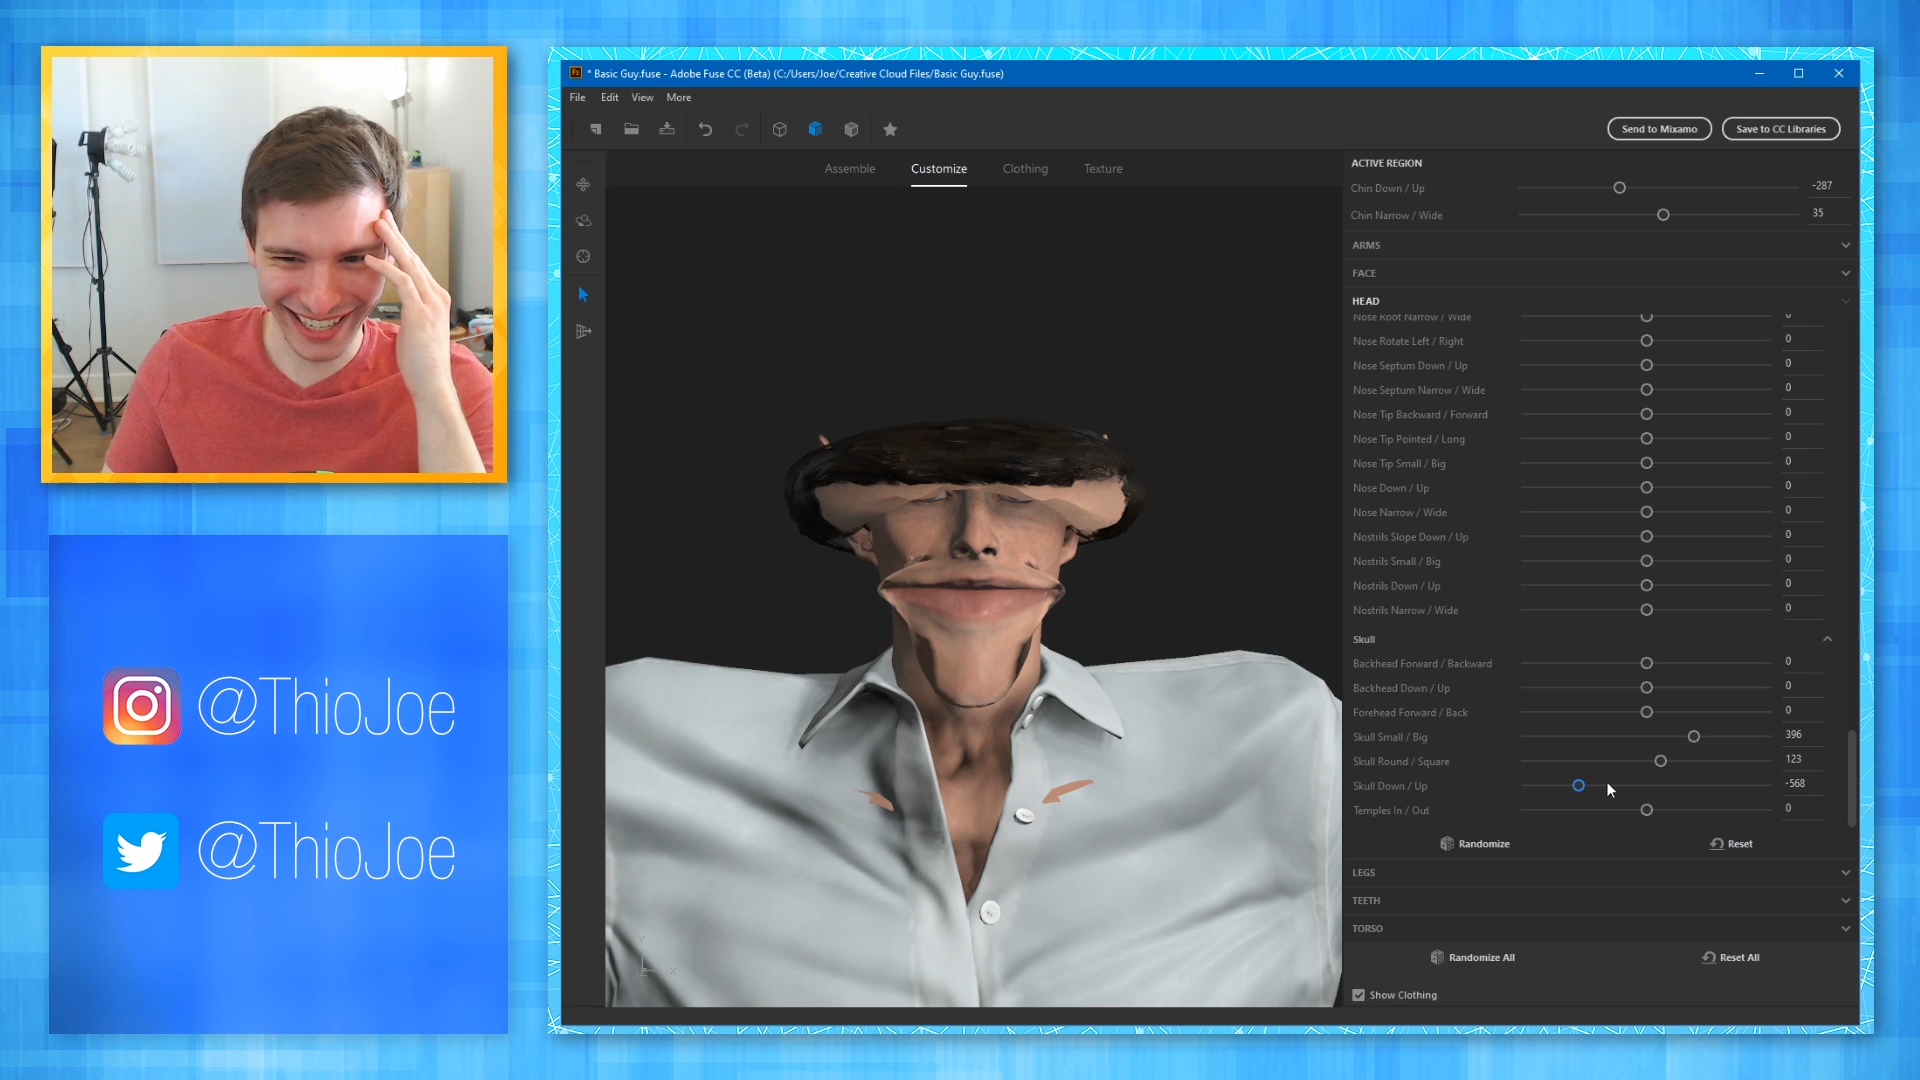 * Basic Guy.fuse - Adobe Fuse CC (Beta) (C:/Users/Joe/Creative Cloud Files/Basic Guy.fuse)
File Edit View More
Send to Mixamo Save to CC Libraries
Assemble Customize Clothing Texture
ACTIVE REGION
Chin Down / Up -287
Chin Narrow / Wide 35
ARMS
FACE
HEAD
Nose Root Narrow / Wide 0
Nose Rotate Left / Right 0
Nose Septum Down / Up 0
Nose Septum Narrow / Wide 0
Nose Tip Backward / Forward 0
Nose Tip Pointed / Long 0
Nose Tip Small / Big 0
Nose Down / Up 0
Nose Narrow / Wide 0
Nostrils Slope Down / Up 0
Nostrils Small / Big 0
Nostrils Down / Up 0
Nostrils Narrow / Wide 0
Skull
Backhead Forward / Backward 0
Backhead Down / Up 0
Forehead Forward / Back 0
Skull Small / Big 396
Skull Round / Square 123
Skull Down / Up -568
Temples In / Out 0
Randomize Reset
LEGS
TEETH
TORSO
Randomize All Reset All
Show Clothing
Y
X
@ThioJoe
@ThioJoe